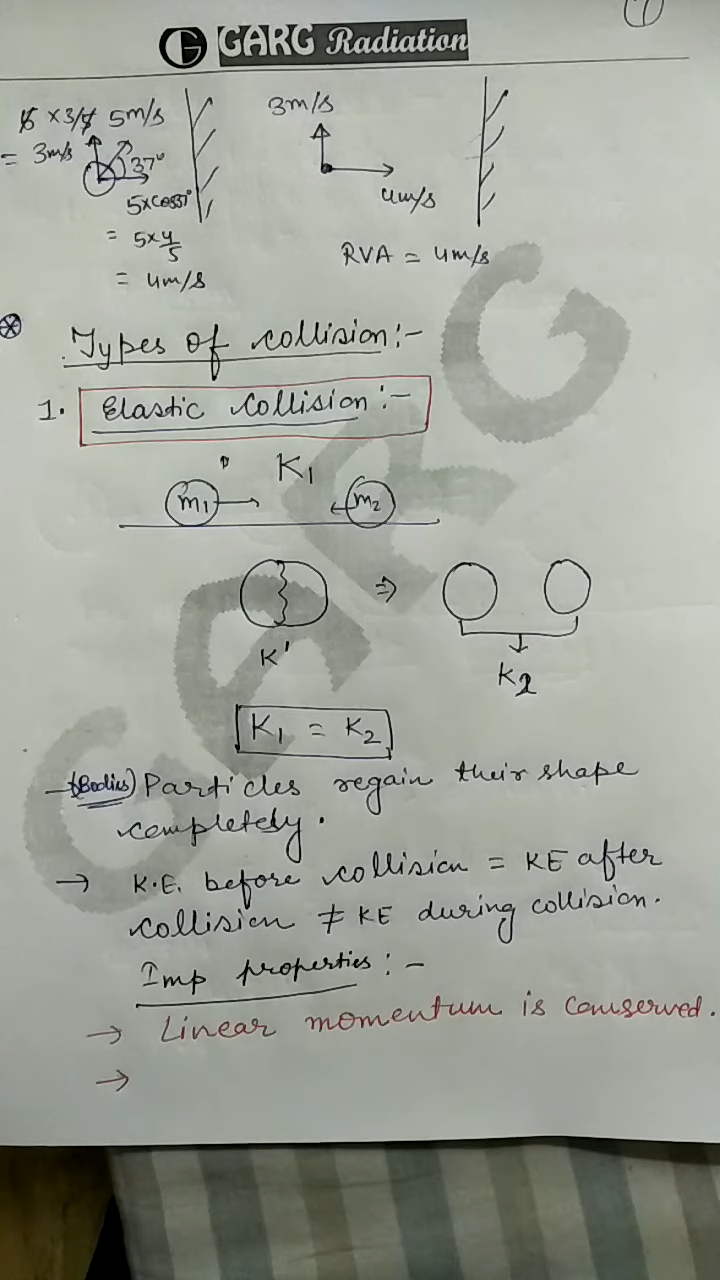 1
G GARG Radiation
5 × 3/5 5m/s
= 3m/s
37°
5×cos37°
= 5×4/5
= 4m/s
3m/s
4m/s
RVA = 4m/s
Types of collision:-
1. Elastic Collision:-
K1
m1 m2
K'
⇒
K2
K1 = K2
(Bodies) Particles regain their shape
completely.
→ K.E. before collision = KE after
collision ≠ KE during collision.
Imp properties:-
→ Linear momentum is conserved.
→
GARG